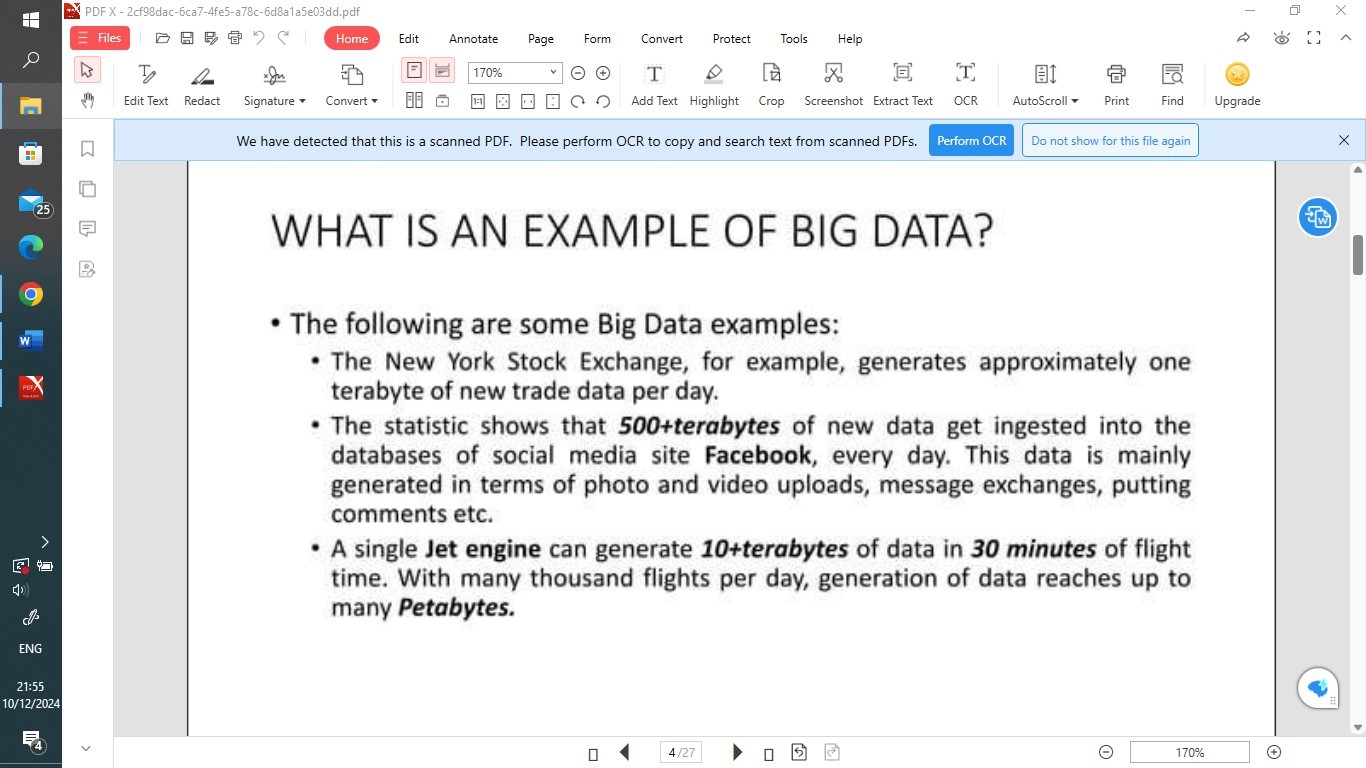 PDF X - 2cf98dac-6ca7-4fe5-a78c-6d8a1a5e03dd.pdf
Files
Home Edit Annotate Page Form Convert Protect Tools Help
170%
Edit Text Redact Signature Convert Add Text Highlight Crop Screenshot Extract Text OCR AutoScroll Print Find Upgrade
We have detected that this is a scanned PDF. Please perform OCR to copy and search text from scanned PDFs. Perform OCR Do not show for this file again
WHAT IS AN EXAMPLE OF BIG DATA?
• The following are some Big Data examples:
• The New York Stock Exchange, for example, generates approximately one
terabyte of new trade data per day.
• The statistic shows that 500+terabytes of new data get ingested into the
databases of social media site Facebook, every day. This data is mainly
generated in terms of photo and video uploads, message exchanges, putting
comments etc.
• A single Jet engine can generate 10+terabytes of data in 30 minutes of flight
time. With many thousand flights per day, generation of data reaches up to
many Petabytes.
4 /27
170%
25
W
PDF X
ENG
21:55
10/12/2024
4